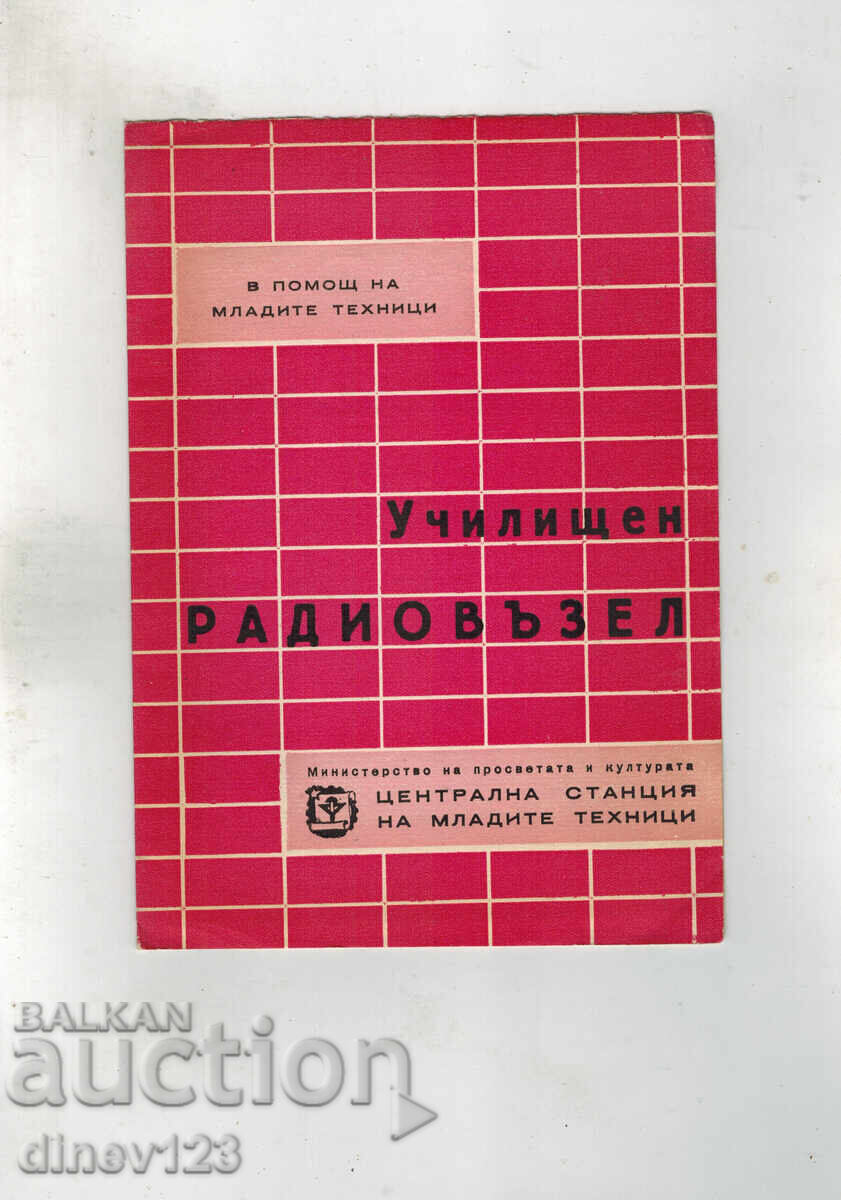 В ПОМОЩ НА
МЛАДИТЕ ТЕХНИЦИ
Училищен
РАДИОВЪЗЕЛ
Министерство на просветата и културата
ЦЕНТРАЛНА СТАНЦИЯ
НА МЛАДИТЕ ТЕХНИЦИ
BALKAN
auction
dinev123